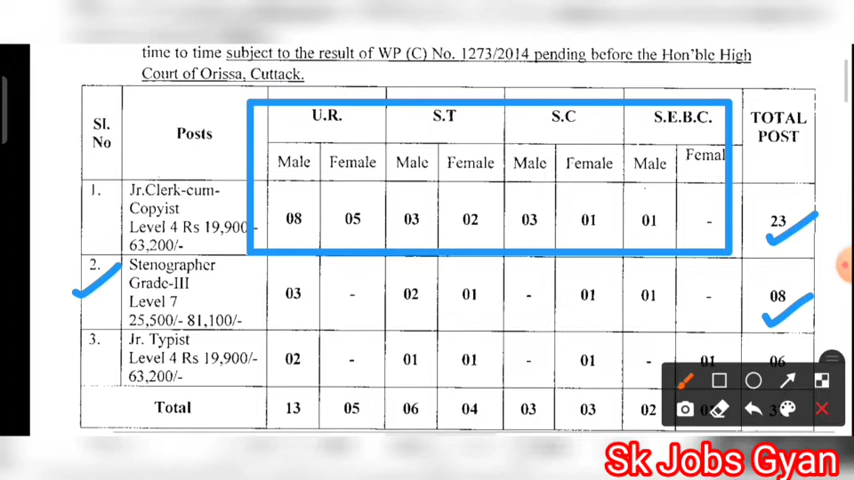 time to time subject to the result of WP (C) No. 1273/2014 pending before the Hon'ble High
Court of Orissa, Cuttack.
Sl. No Posts U.R. S.T S.C S.E.B.C. TOTAL POST
Male Female Male Female Male Female Male Femal
1. Jr.Clerk-cum-
Copyist
Level 4 Rs 19,900/-
63,200/- 08 05 03 02 03 01 01 - 23
2. Stenographer
Grade-III
Level 7
25,500/- 81,100/- 03 - 02 01 - 01 01 - 08
3. Jr. Typist
Level 4 Rs 19,900/-
63,200/- 02 - 01 01 - 01 - 01 06
Total 13 05 06 04 03 03 02
Sk Jobs Gyan